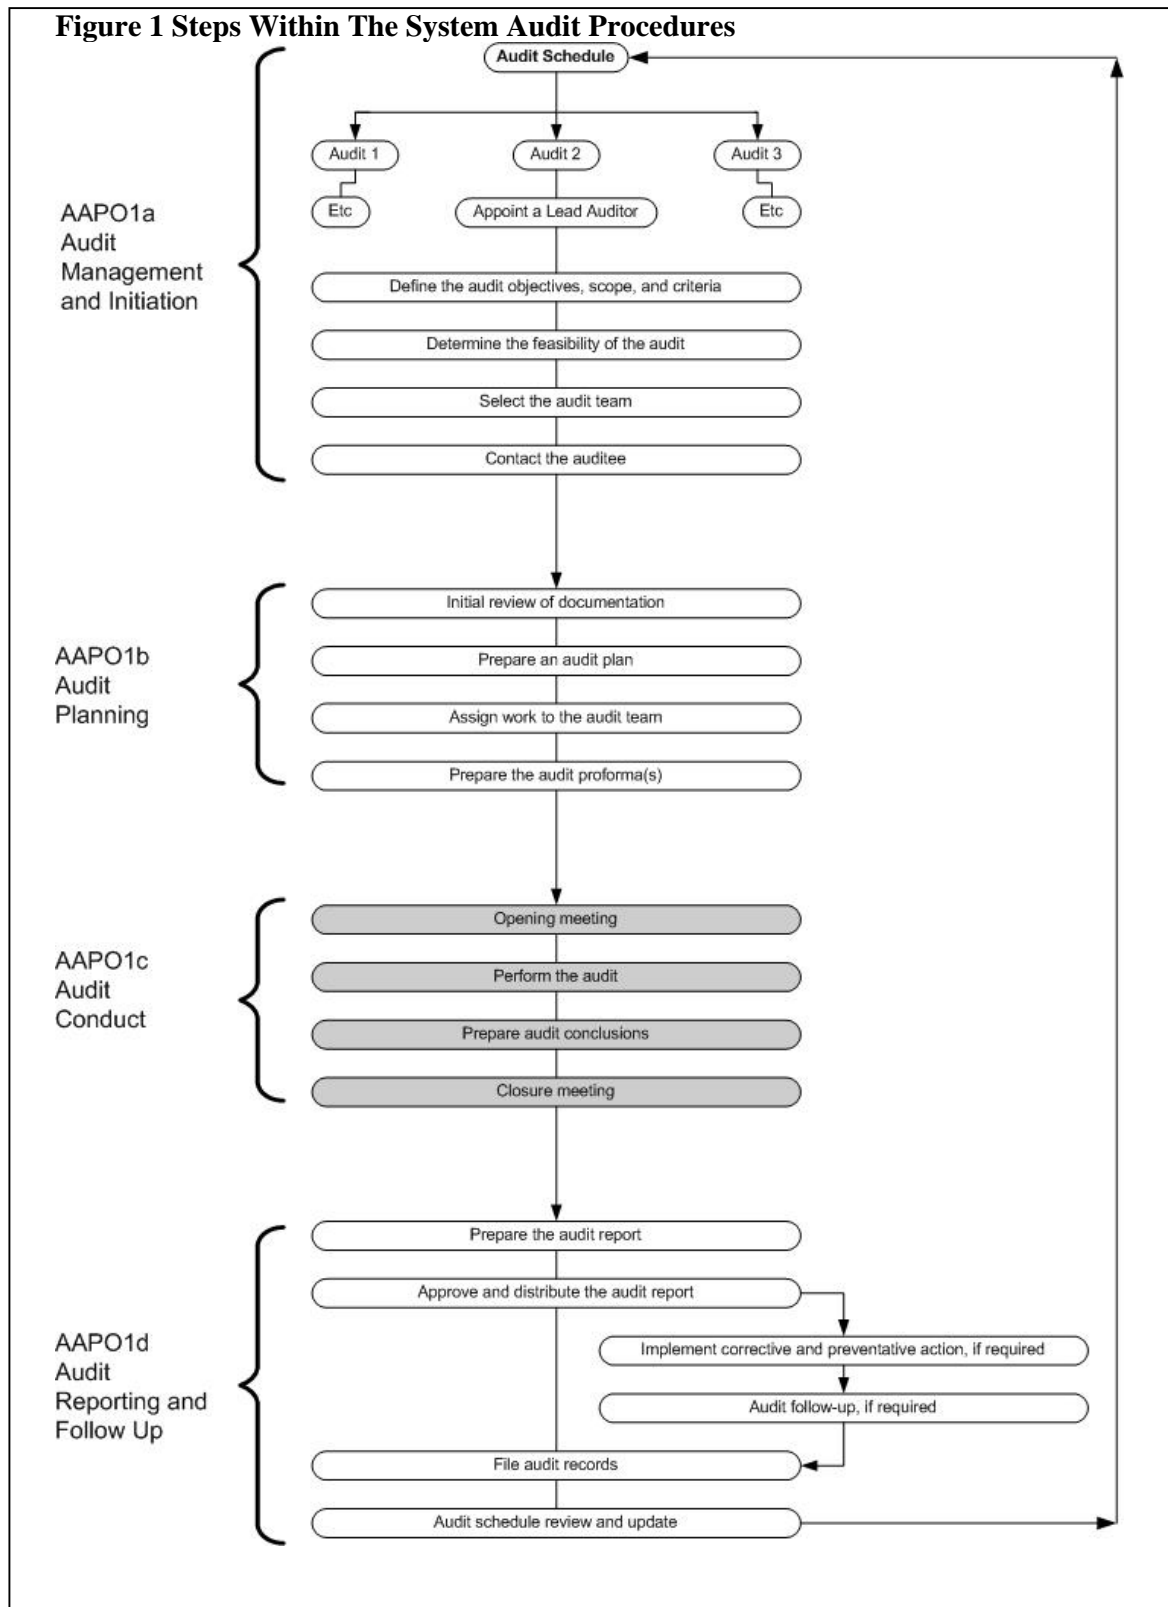 Figure 1 Steps Within The System Audit Procedures
Audit Schedule
Audit 1
Audit 2
Audit 3
Etc
Appoint a Lead Auditor
Etc
AAPO1a
Audit
Management
and Initiation
Define the audit objectives, scope, and criteria
Determine the feasibility of the audit
Select the audit team
Contact the auditee
AAPO1b
Audit
Planning
Initial review of documentation
Prepare an audit plan
Assign work to the audit team
Prepare the audit proforma(s)
AAPO1c
Audit
Conduct
Opening meeting
Perform the audit
Prepare audit conclusions
Closure meeting
AAPO1d
Audit
Reporting and
Follow Up
Prepare the audit report
Approve and distribute the audit report
Implement corrective and preventative action, if required
Audit follow-up, if required
File audit records
Audit schedule review and update